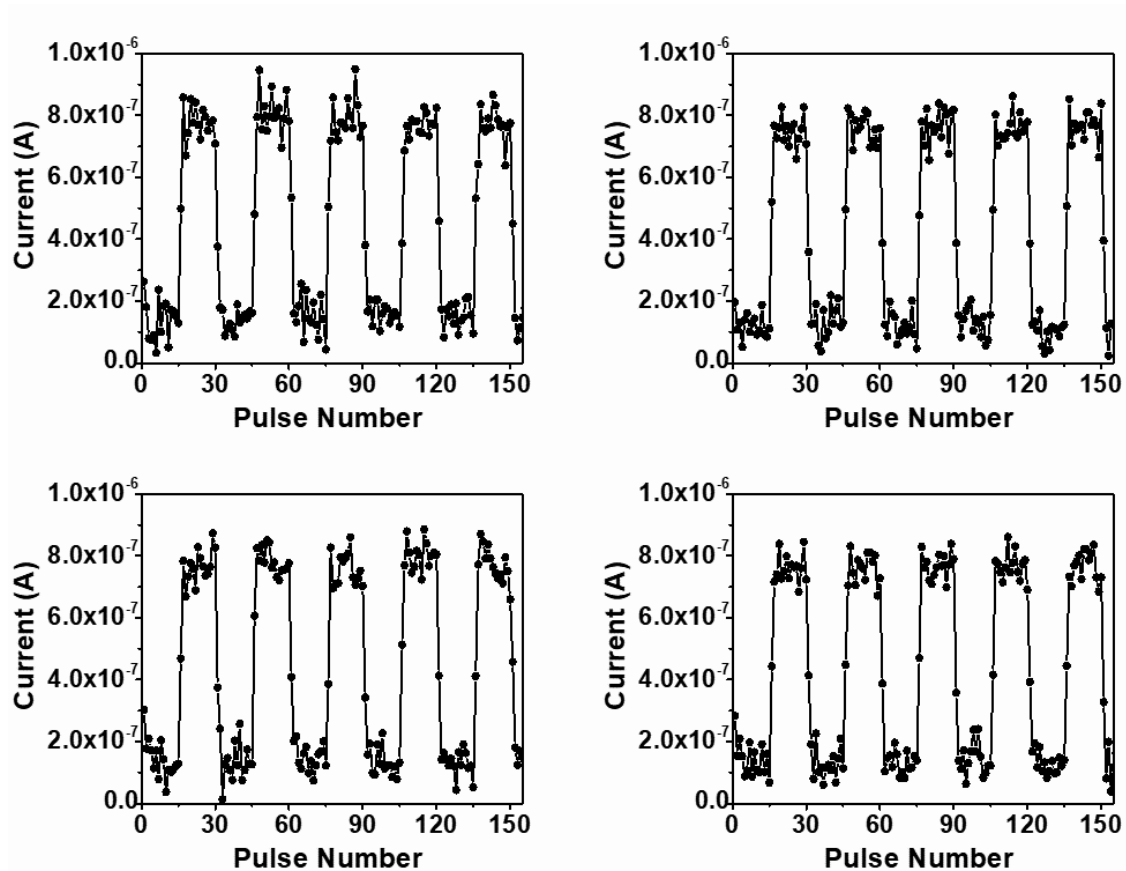 1.0x10⁻⁶ 1.0x10⁻⁶
8.0x10⁻⁷ 8.0x10⁻⁷
6.0x10⁻⁷ 6.0x10⁻⁷
4.0x10⁻⁷ 4.0x10⁻⁷
2.0x10⁻⁷ 2.0x10⁻⁷
0.0 0.0
Current (A) Current (A)
0 30 60 90 120 150 0 30 60 90 120 150
Pulse Number Pulse Number
1.0x10⁻⁶ 1.0x10⁻⁶
8.0x10⁻⁷ 8.0x10⁻⁷
6.0x10⁻⁷ 6.0x10⁻⁷
4.0x10⁻⁷ 4.0x10⁻⁷
2.0x10⁻⁷ 2.0x10⁻⁷
0.0 0.0
Current (A) Current (A)
0 30 60 90 120 150 0 30 60 90 120 150
Pulse Number Pulse Number